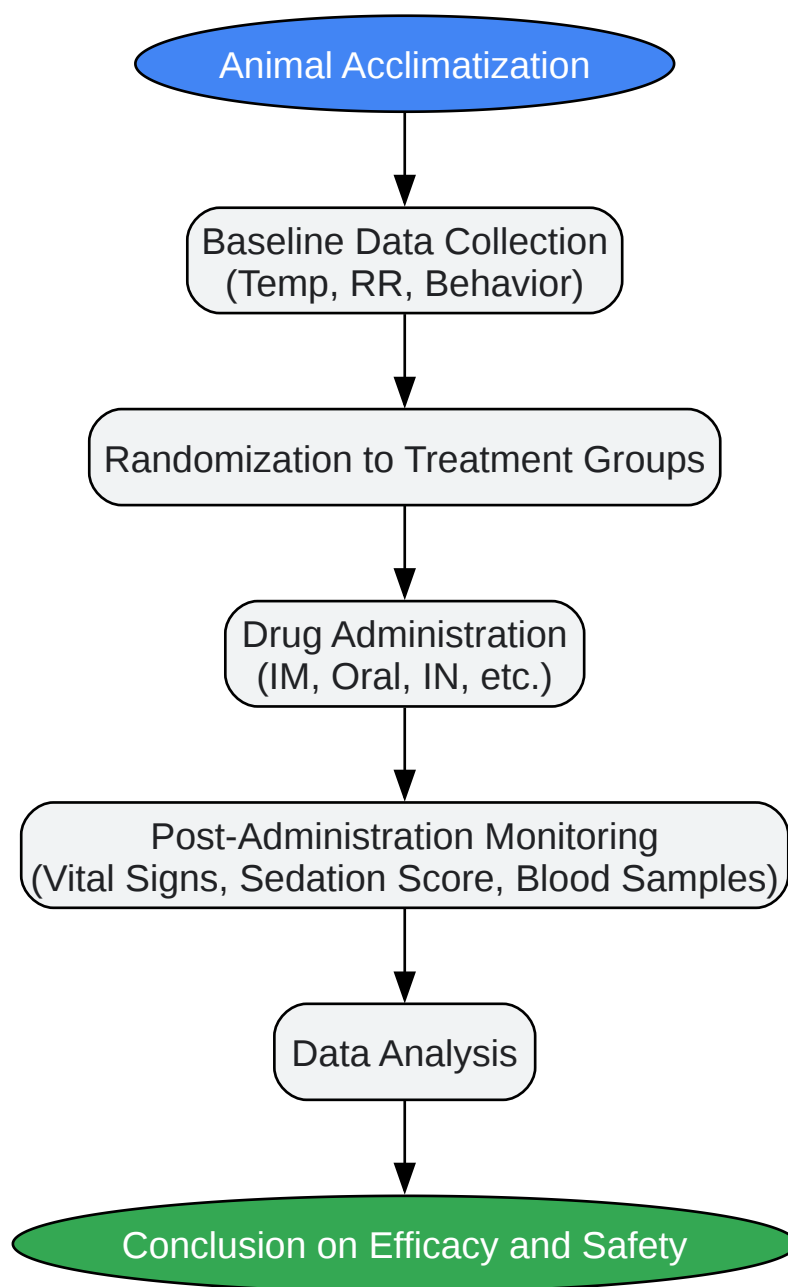 Animal Acclimatization
Baseline Data Collection
(Temp, RR, Behavior)
Randomization to Treatment Groups
Drug Administration
(IM, Oral, IN, etc.)
Post-Administration Monitoring
(Vital Signs, Sedation Score, Blood Samples)
Data Analysis
Conclusion on Efficacy and Safety